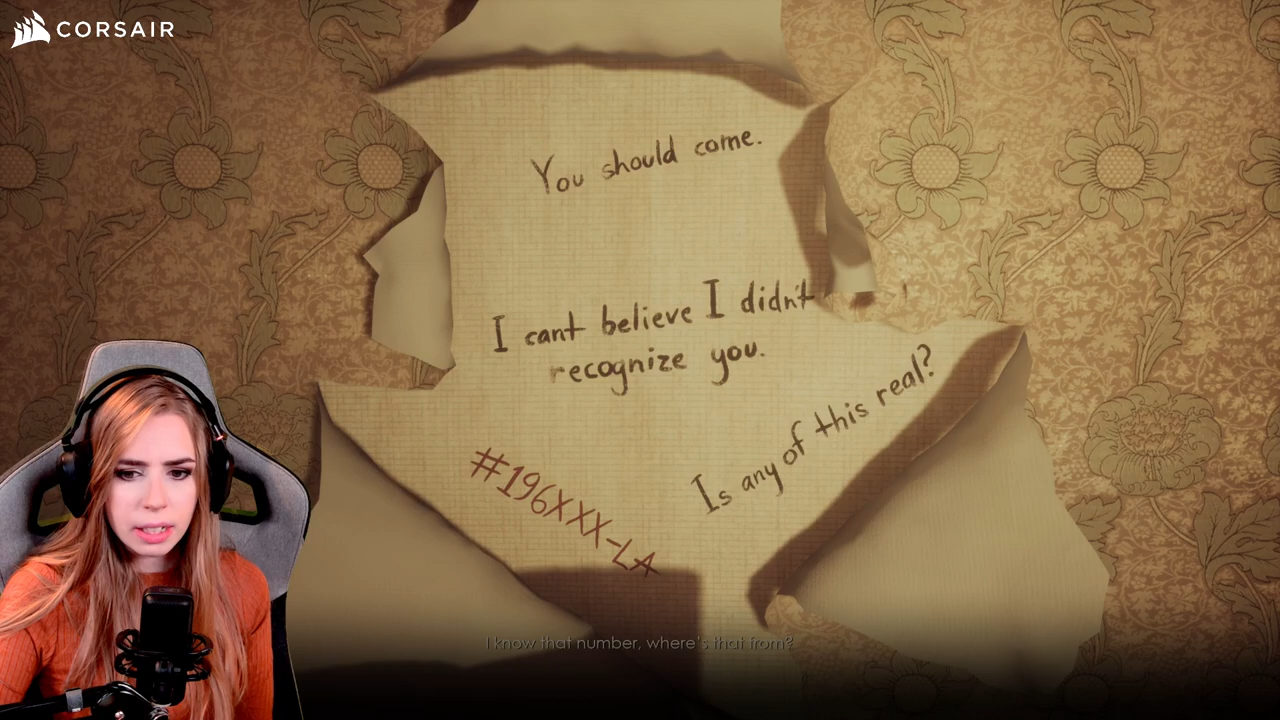 CORSAIR
You should come.
I cant believe I didn't
recognize you.
Is any of this real?
#196XXX-LA
I know that number, where's that from?